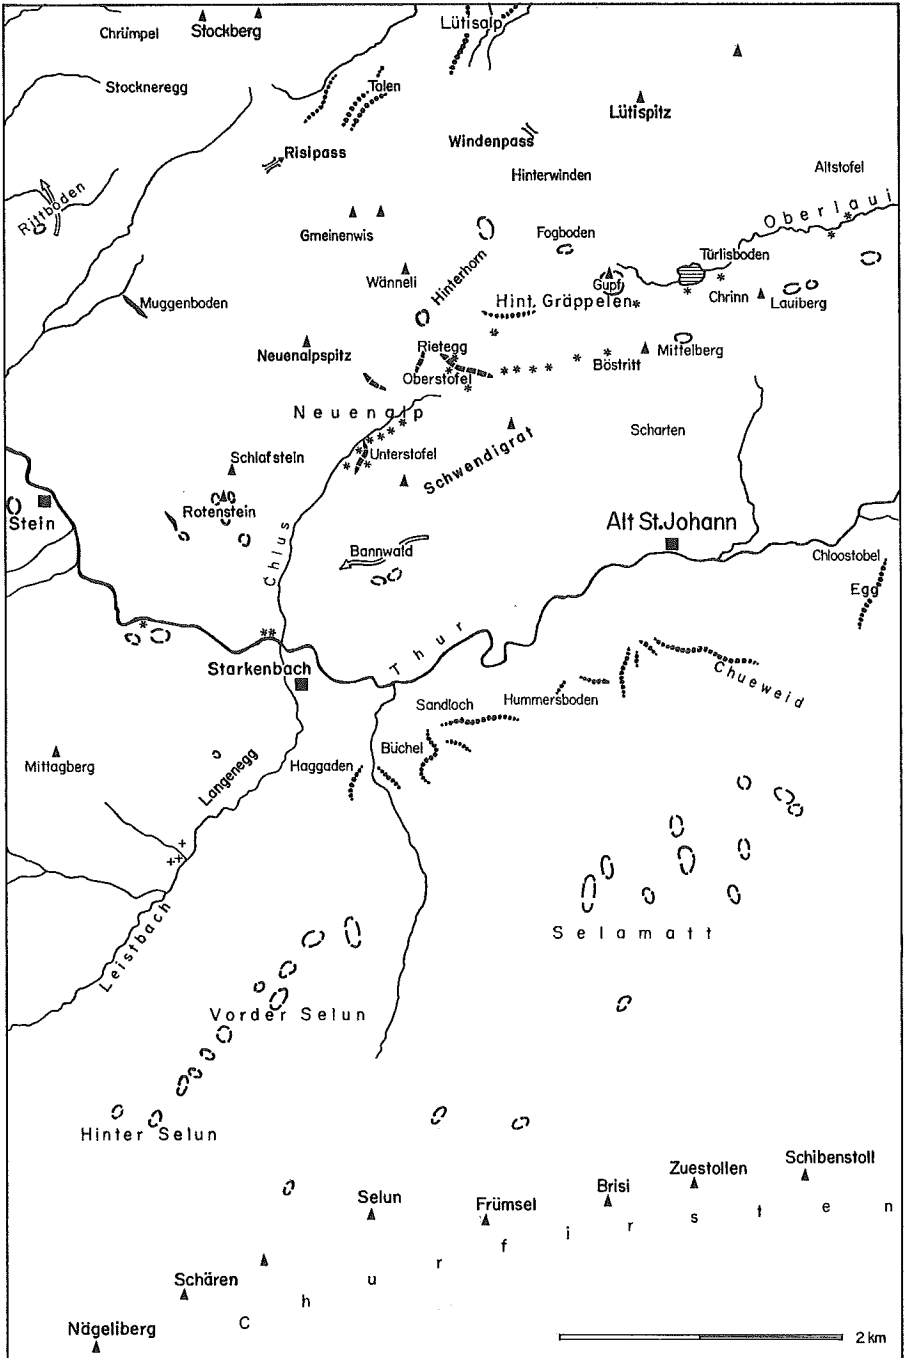 Lütisalp
Chrümpel
Stockberg
Stockneregg
Talen
Lütispitz
Windenpass
Risipass
Hinterwinden
Altstofel
Rittböden
Oberlaui
Gmeinenwis
Fogboden
Türlisboden
Wänneli
Hinterhorn
Gupf
Chrinn
Lauiberg
Muggenboden
Hint. Gräppelen
Rietegg
Neuenalpspitz
Mittelberg
Böstritt
Oberstofel
Neuenalp
Schwendigrat
Scharten
Unterstofel
Schlafstein
Rotenstein
Stein
Alt St.Johann
Chlus
Bannwald
Chloostobel
Egg
Thur
Starkenbach
Chueweid
Hummersboden
Sandloch
Büchel
Haggaden
Mittagberg
Langenegg
Leistbach
Selamatt
Vorder Selun
Hinter Selun
Schibenstoll
Zuestollen
Brisi
Selun
Frümsel
Schären
Nägeliberg
Churfirsten
2 km